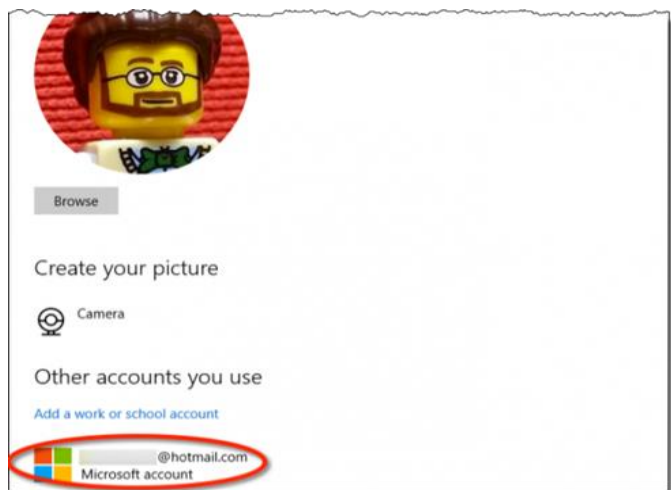 Browse
Create your picture
Camera
Other accounts you use
Add a work or school account
@hotmail.com
Microsoft account